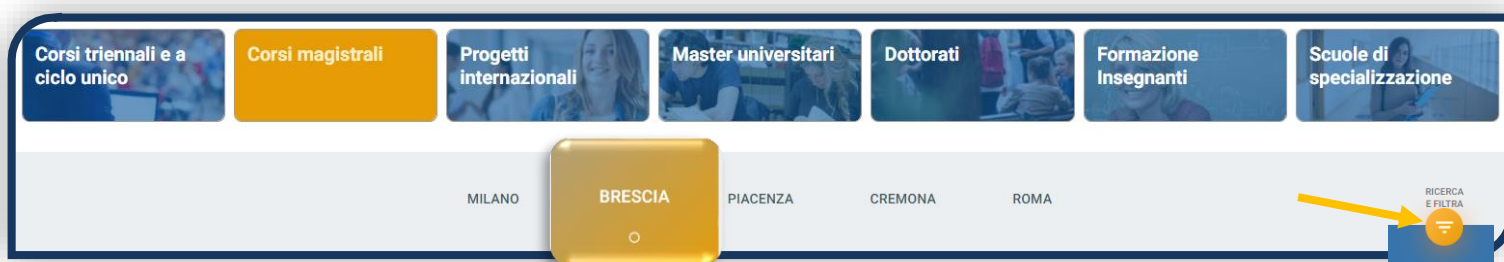 Corsi triennali e a
ciclo unico
Corsi magistrali
Progetti
internazionali
Master universitari
Dottorati
Formazione
Insegnanti
Scuole di
specializzazione
MILANO
BRESCIA
PIACENZA
CREMONA
ROMA
RICERCA
E FILTRA